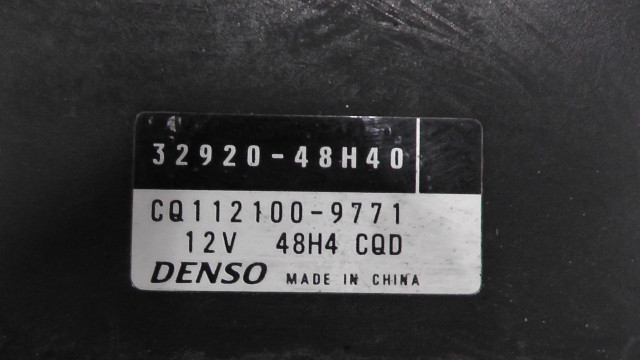 32920-48H40
CQ112100-9771
12V 48H4 CQD
DENSO MADE IN CHINA